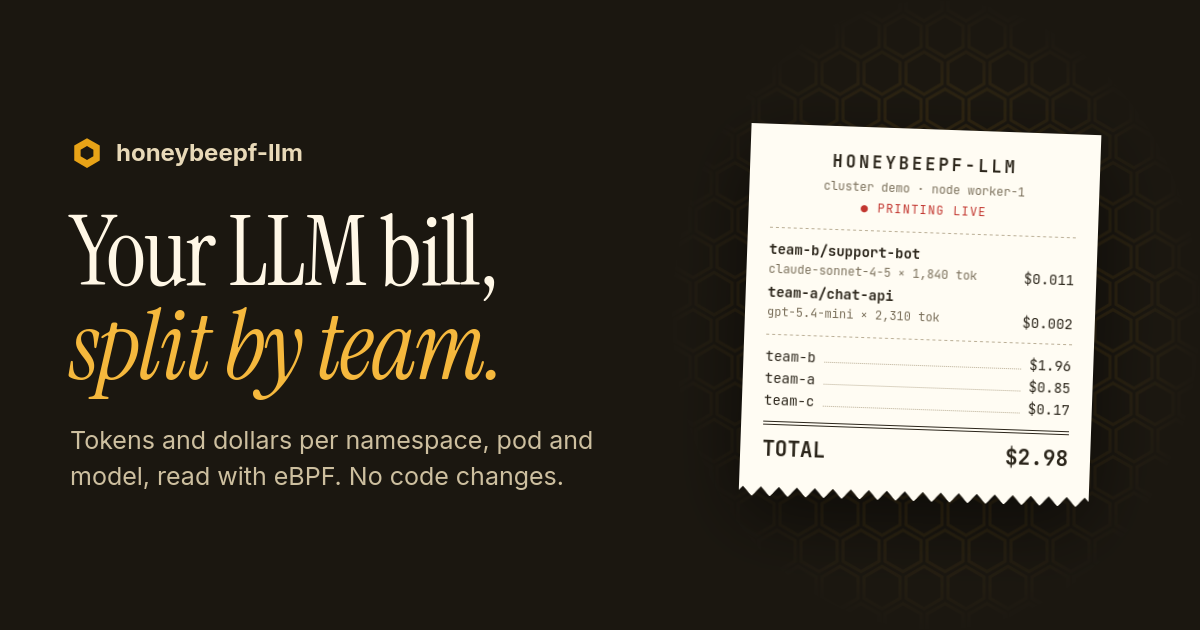 honeybeepf-llm
Your LLM bill,
split by team.
Tokens and dollars per namespace, pod and
model, read with eBPF. No code changes.
HONEYBEEPF-LLM
cluster demo · node worker-1
● PRINTING LIVE
team-b/support-bot
claude-sonnet-4-5 × 1,840 tok $0.011
team-a/chat-api
gpt-5.4-mini × 2,310 tok $0.002
team-b $1.96
team-a $0.85
team-c $0.17
TOTAL $2.98